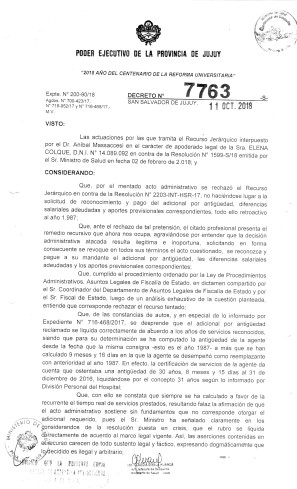 PODER EJECUTIVO DE LA PROVINCIA DE JUJUY
"2018 AÑO DEL CENTENARIO DE LA REFORMA UNIVERSITARIA"
Expte. N° 200-90/18
Agdos. N° 700-423/17,
N° 716-952/17 y N° 716-468/17.-
M.V.
DECRETO N° 7763 -S-
SAN SALVADOR DE JUJUY, 11 OCT. 2018
VISTO:
Las actuaciones por las que tramita el Recurso Jerárquico interpuesto
por el Dr. Aníbal Massaccesi en el carácter de apoderado legal de la Sra. ELENA
COLQUE, D.N.I. 14.089.092 en contra de la Resolución N° 1699-S/18 emitida por
el Sr. Ministro de Salud en fecha 02 de febrero de 2.018; y
CONSIDERANDO:
Que, por el mentado acto administrativo se rechazó el Recurso
Jerárquico en contra de la Resolución N° 2203-INT-HSR-17, no haciéndose lugar a la
solicitud de reconocimiento y pago del adicional por antigüedad, diferencias
salariales adeudadas y aportes previsionales correspondientes, todo ello retroactivo
al año 1.987;
Que, ante el rechazo de tal pretensión, el citado profesional presenta el
remedio recursivo que ahora nos ocupa, agraviándose por entender que la decisión
administrativa atacada resulta ilegítima e inoportuna, solicitando en forma
consecuente se revoque en todos sus términos el acto cuestionado, se reconozca y
pague a su mandante el adicional por antigüedad, las diferencias salariales
adeudadas y los aportes previsionales correspondientes;
Que, cumplido el procedimiento ordenado por la Ley de Procedimientos
Administrativos, Asuntos Legales de Fiscalía de Estado, en dictamen compartido por
el Sr. Coordinador del Departamento de Asuntos Legales de Fiscalía de Estado y por
el Sr. Fiscal de Estado, luego de un análisis exhaustivo de la cuestión planteada,
entiende que corresponde rechazar el recurso tentado;
Que, de las constancias de autos, y en especial de lo informado por
Expediente N° 716-468/2017, se desprende que el adicional por antigüedad
reclamado se liquida correctamente de acuerdo a los años de servicios reconocidos,
siendo que para su determinación se ha computado la antigüedad de la agente
desde la fecha que la misma consigna -esto es el año 1987- a más que se han
calculado 9 meses y 16 días en la que la agente se desempeñó como reemplazante
con anterioridad al año 1987. En efecto, la certificación de servicios de la agente da
cuenta que ostentaba una antigüedad de 30 años, 8 meses y 15 días al 31 de
diciembre de 2016, liquidándose por el concepto 31 años según lo informado por
División Personal del Hospital;
Que, con ello se constata que siempre se ha calculado a favor de la
recurrente el tiempo real de servicios prestados, resultando falaz la afirmación de que
el acto administrativo sostiene sin fundamentos que no corresponde otorgar el
adicional requerido, pues el Sr. Ministro ha señalado claramente en los
considerandos de la resolución puesta en crisis, que el rubro se liquida
directamente de acuerdo al marco legal vigente. Así, las aserciones contenidas en
el recurso carecen de todo sustento legal y fáctico, expresando dogmáticamente que
lo decidido es ilegal y arbitrario;